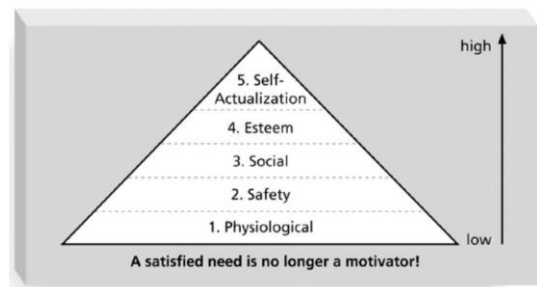 high
5. Self-
Actualization
4. Esteem
3. Social
2. Safety
1. Physiological
low
A satisfied need is no longer a motivator!